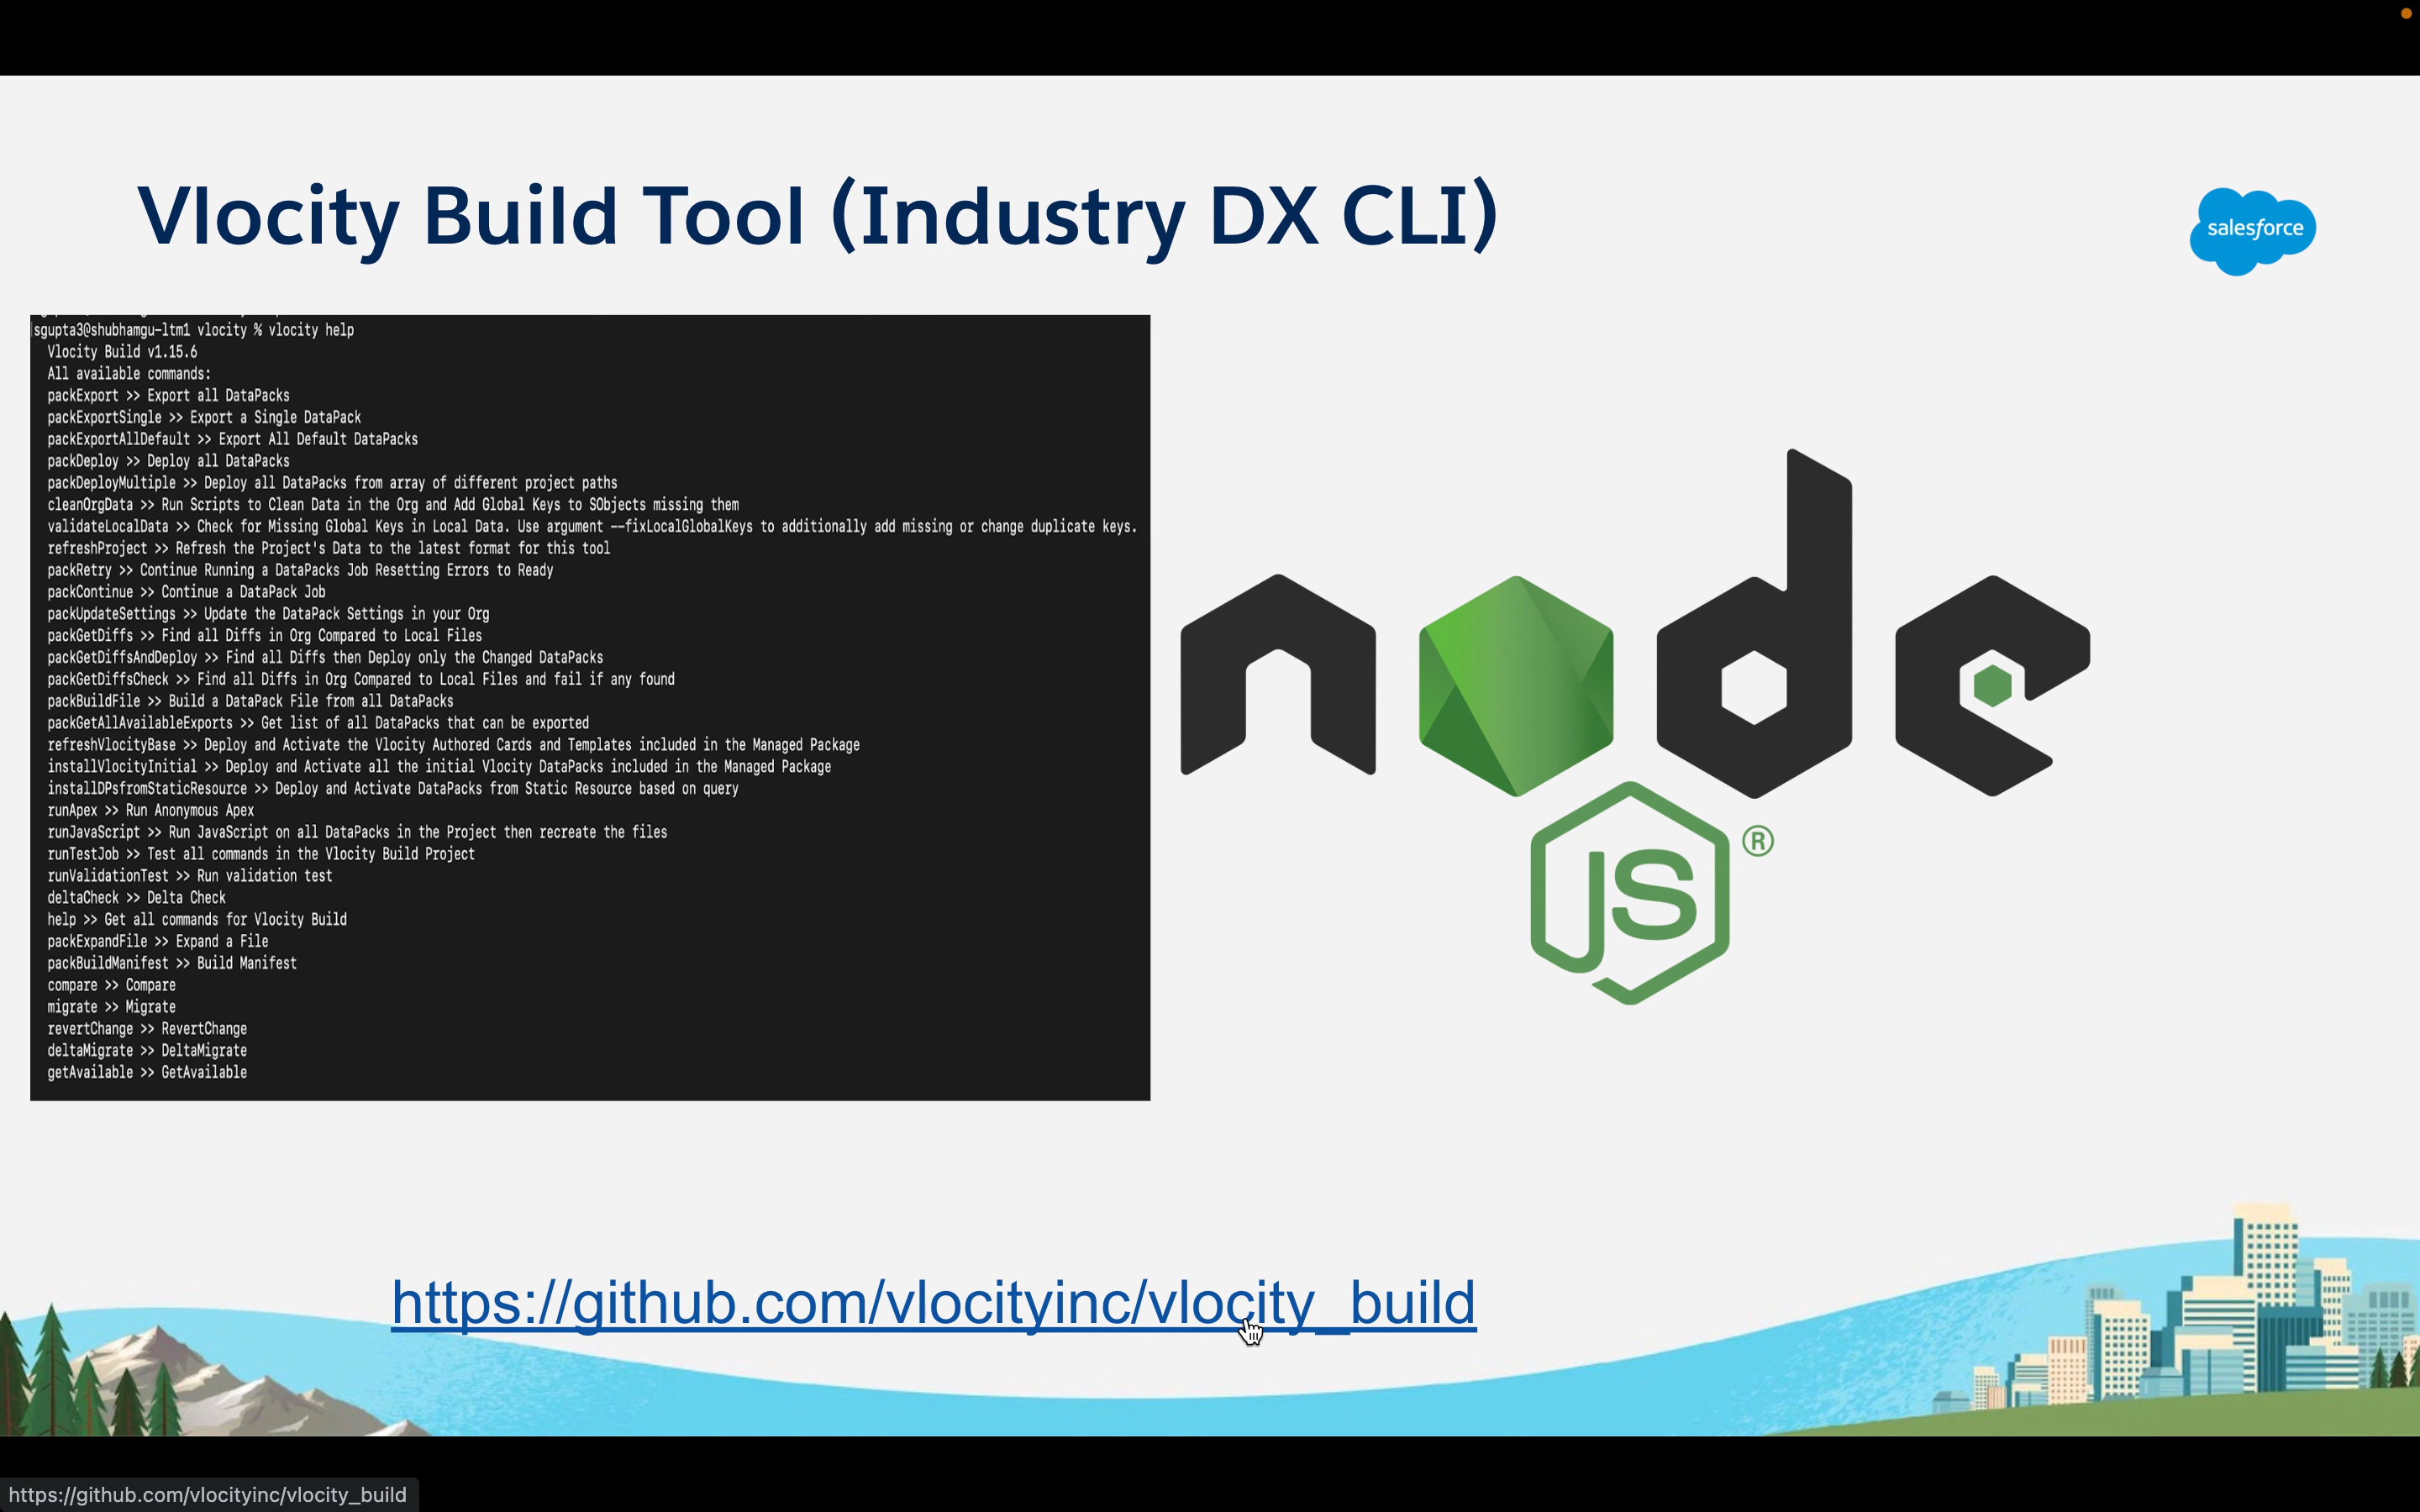 Vlocity Build Tool (Industry DX CLI)
salesforce
sgupta3@shubhamgu-ltm1 vlocity % vlocity help
Vlocity Build v1.15.6
All available commands:
packExport >> Export all DataPacks
packExportSingle >> Export a Single DataPack
packExportAllDefault >> Export All Default DataPacks
packDeploy >> Deploy all DataPacks
packDeployMultiple >> Deploy all DataPacks from array of different project paths
cleanOrgData >> Run Scripts to Clean Data in the Org and Add Global Keys to SObjects missing them
validateLocalData >> Check for Missing Global Keys in Local Data. Use argument --fixLocalGlobalKeys to additionally add missing or change duplicate keys.
refreshProject >> Refresh the Project's Data to the latest format for this tool
packRetry >> Continue Running a DataPacks Job Resetting Errors to Ready
packContinue >> Continue a DataPack Job
packUpdateSettings >> Update the DataPack Settings in your Org
packGetDiffs >> Find all Diffs in Org Compared to Local Files
packGetDiffsAndDeploy >> Find all Diffs then Deploy only the Changed DataPacks
packGetDiffsCheck >> Find all Diffs in Org Compared to Local Files and fail if any found
packBuildFile >> Build a DataPack File from all DataPacks
packGetAllAvailableExports >> Get list of all DataPacks that can be exported
refreshVlocityBase >> Deploy and Activate the Vlocity Authored Cards and Templates included in the Managed Package
installVlocityInitial >> Deploy and Activate all the initial Vlocity DataPacks included in the Managed Package
installDPsfromStaticResource >> Deploy and Activate DataPacks from Static Resource based on query
runApex >> Run Anonymous Apex
runJavaScript >> Run JavaScript on all DataPacks in the Project then recreate the files
runTestJob >> Test all commands in the Vlocity Build Project
runValidationTest >> Run validation test
deltaCheck >> Delta Check
help >> Get all commands for Vlocity Build
packExpandFile >> Expand a File
packBuildManifest >> Build Manifest
compare >> Compare
migrate >> Migrate
revertChange >> RevertChange
deltaMigrate >> DeltaMigrate
getAvailable >> GetAvailable
node
JS ®
https://github.com/vlocityinc/vlocity_build
https://github.com/vlocityinc/vlocity_build